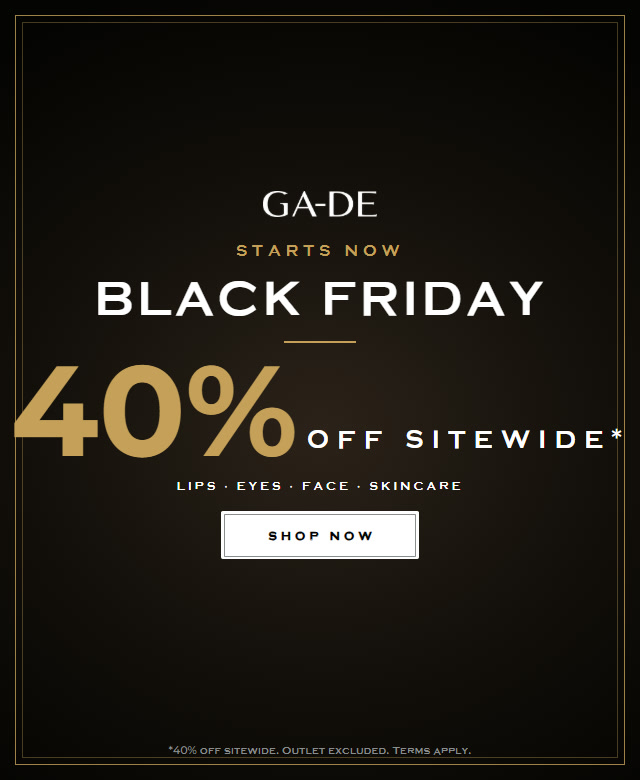 GA-DE
STARTS NOW
BLACK FRIDAY
40% OFF SITEWIDE*
LIPS · EYES · FACE · SKINCARE
SHOP NOW
*40% OFF SITEWIDE. OUTLET EXCLUDED. TERMS APPLY.